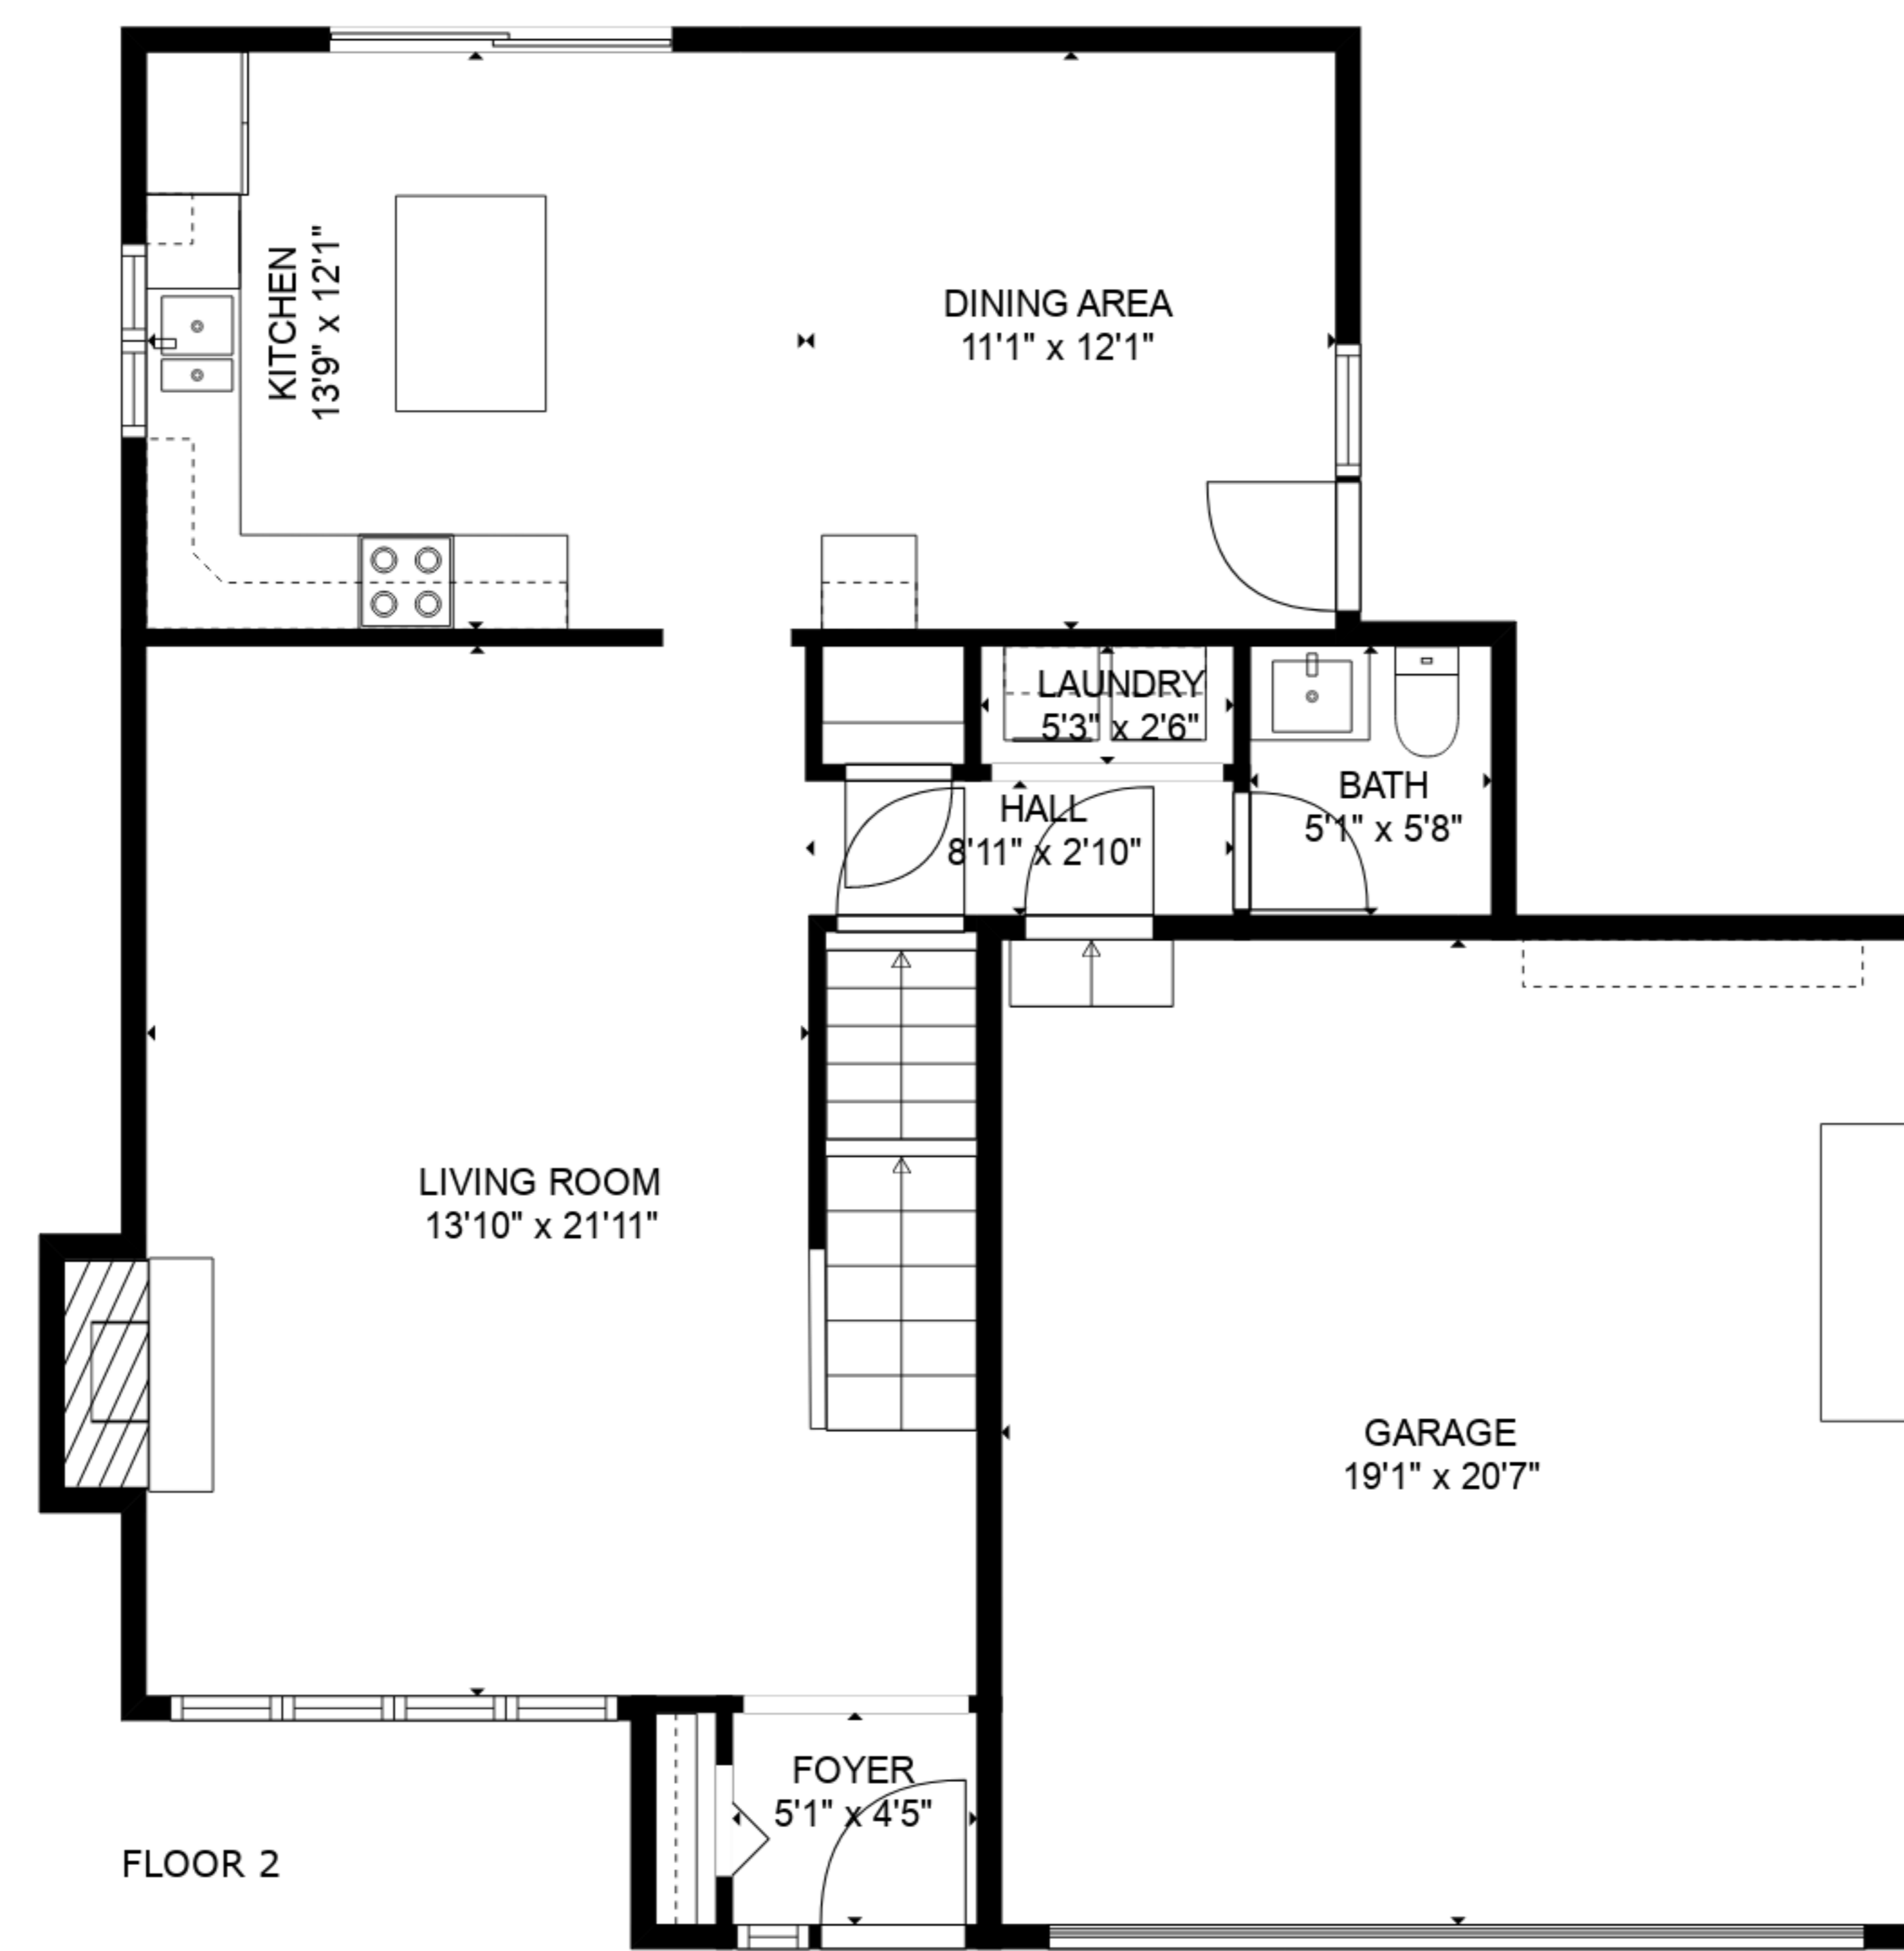 KITCHEN
13'9" x 12'1"
DINING AREA
11'1" x 12'1"
LAUNDRY
5'3" x 2'6"
BATH
5'1" x 5'8"
HALL
8'11" x 2'10"
LIVING ROOM
13'10" x 21'11"
GARAGE
19'1" x 20'7"
FOYER
5'1" x 4'5"
FLOOR 2